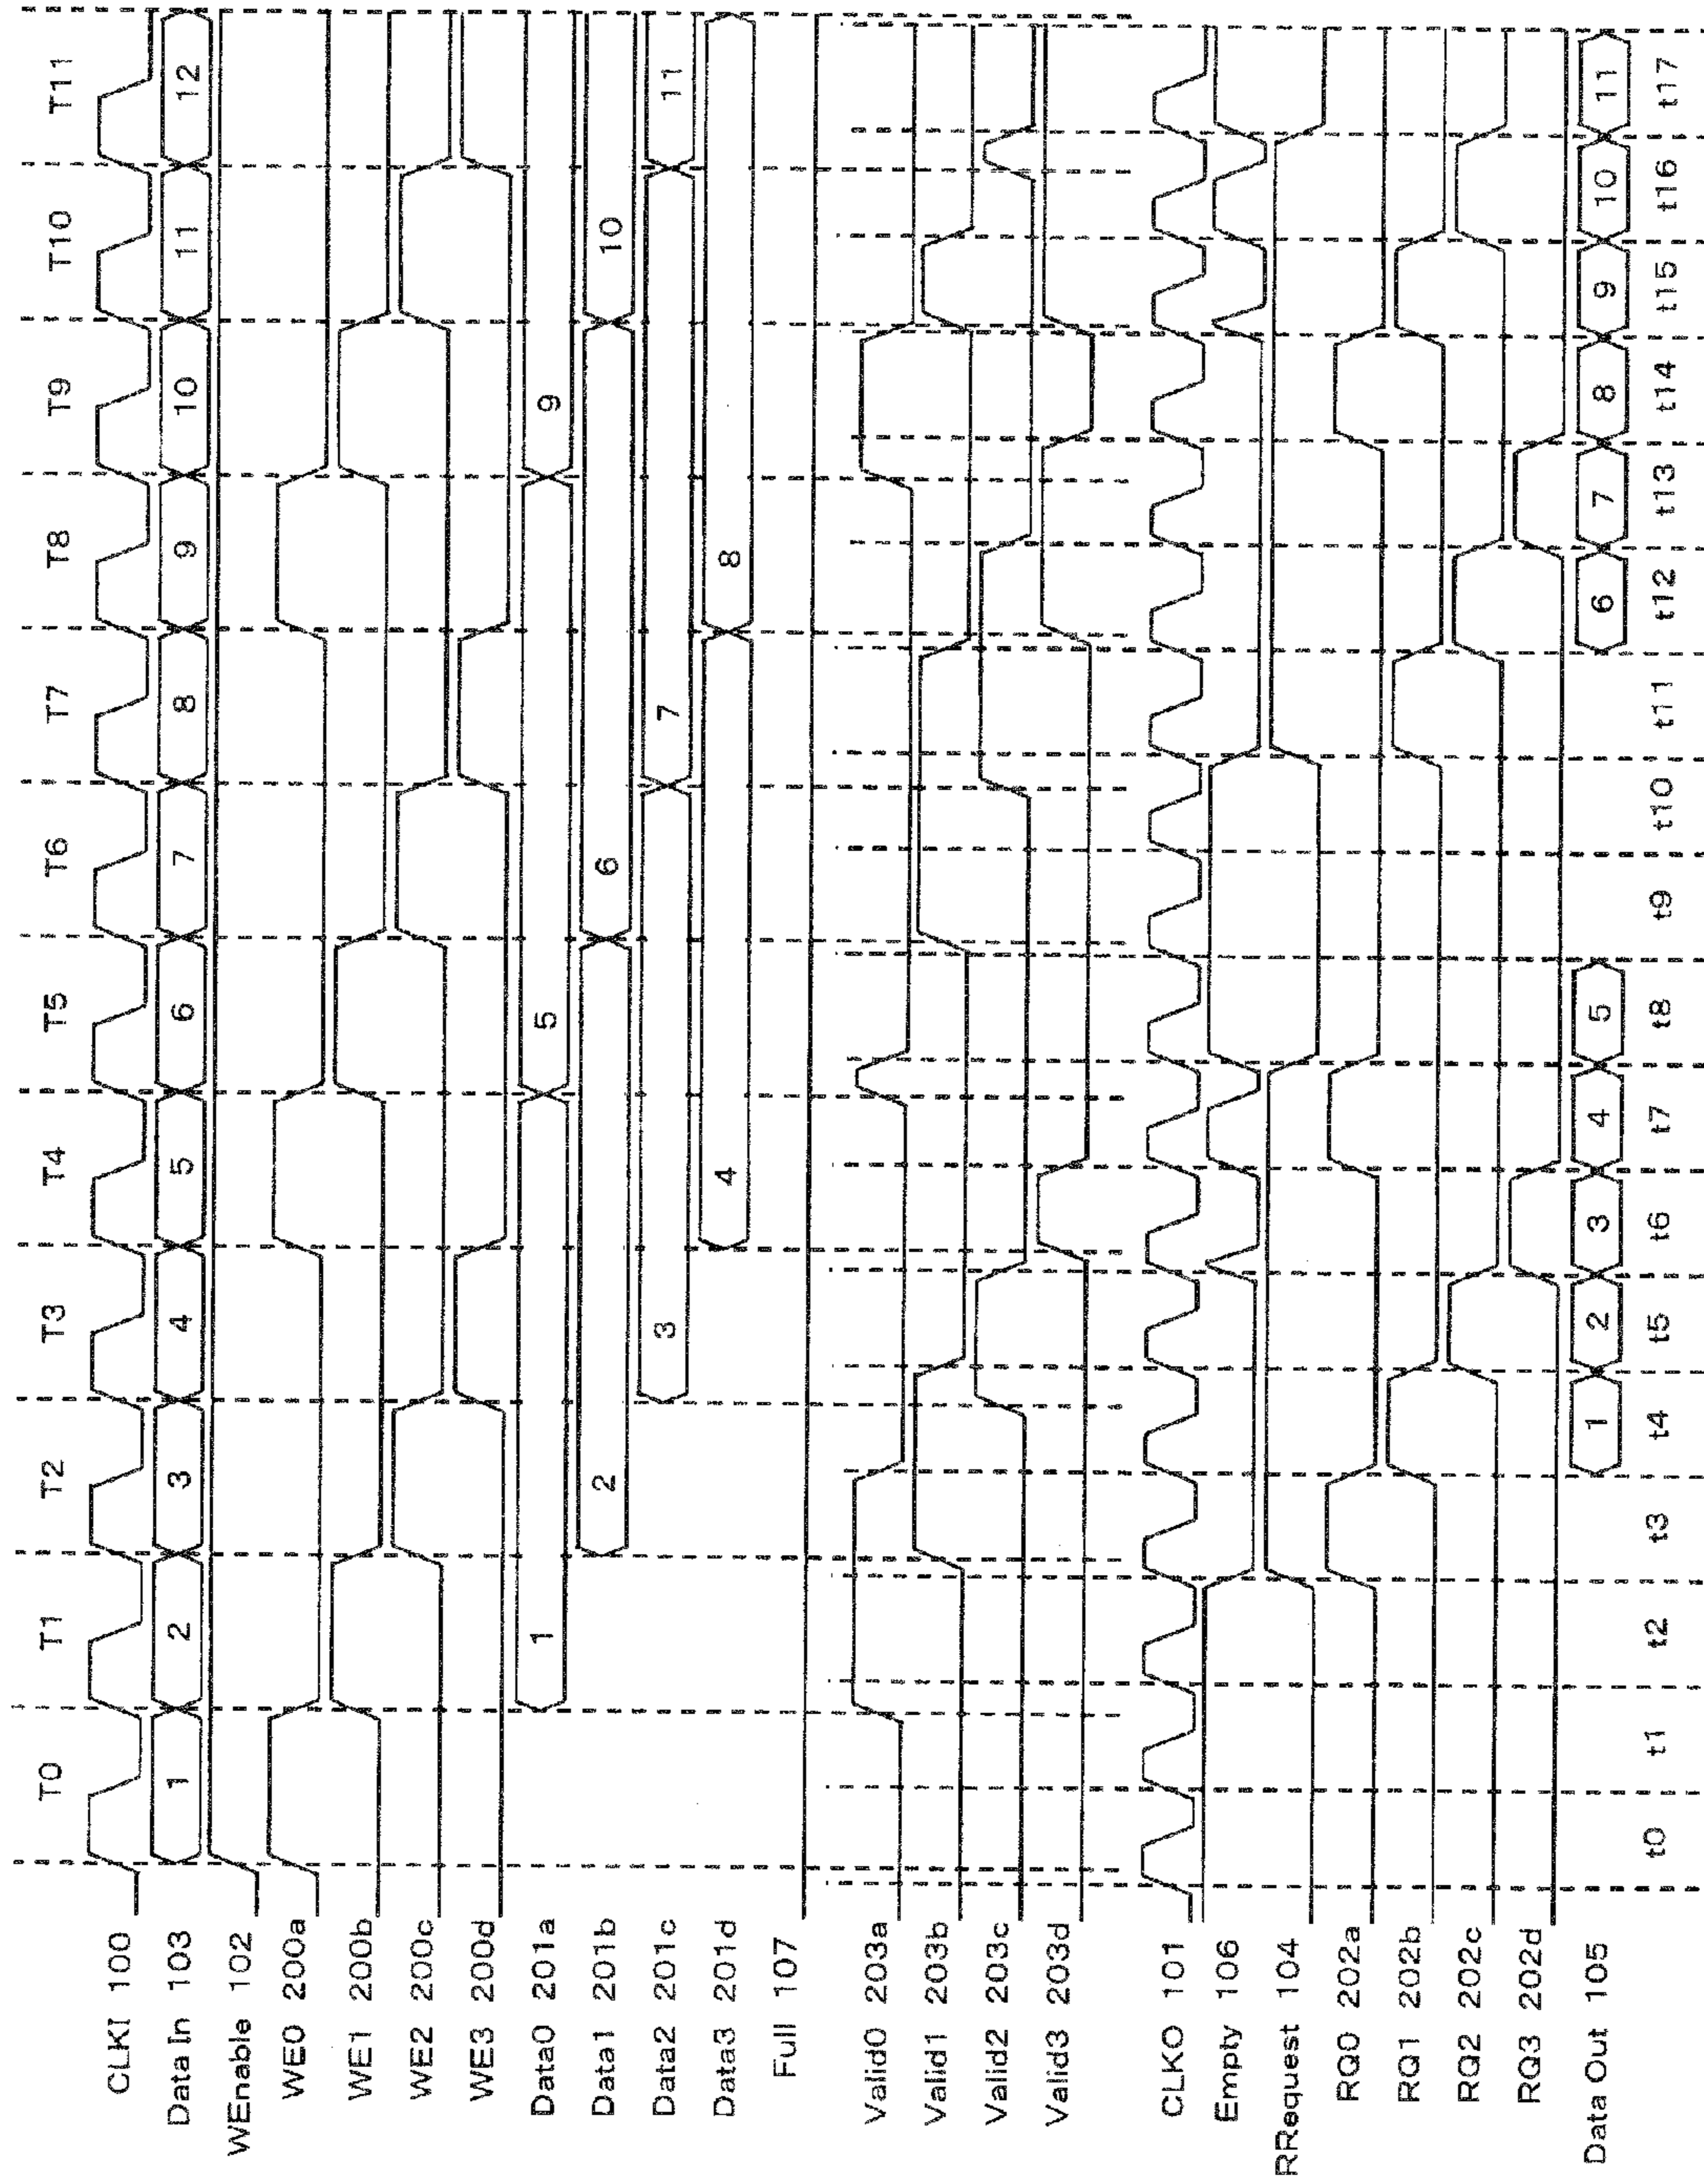 T0 T1 T2 T3 T4 T5 T6 T7 T8 T9 T10 T11
CLKI 100
Data In 103 1 2 3 4 5 6 7 8 9 10 11 12
WEnable 102
WE0 200a
WE1 200b
WE2 200c
WE3 200d
Data0 201a 1 5 9
Data1 201b 2 6 10
Data2 201c 3 7 11
Data3 201d 4 8
Full 107
Valid0 203a
Valid1 203b
Valid2 203c
Valid3 203d
CLKO 101
Empty 106
RRequest 104
RQ0 202a
RQ1 202b
RQ2 202c
RQ3 202d
Data Out 105 1 2 3 4 5 6 7 8 9 10 11
t0 t1 t2 t3 t4 t5 t6 t7 t8 t9 t10 t11 t12 t13 t14 t15 t16 t17